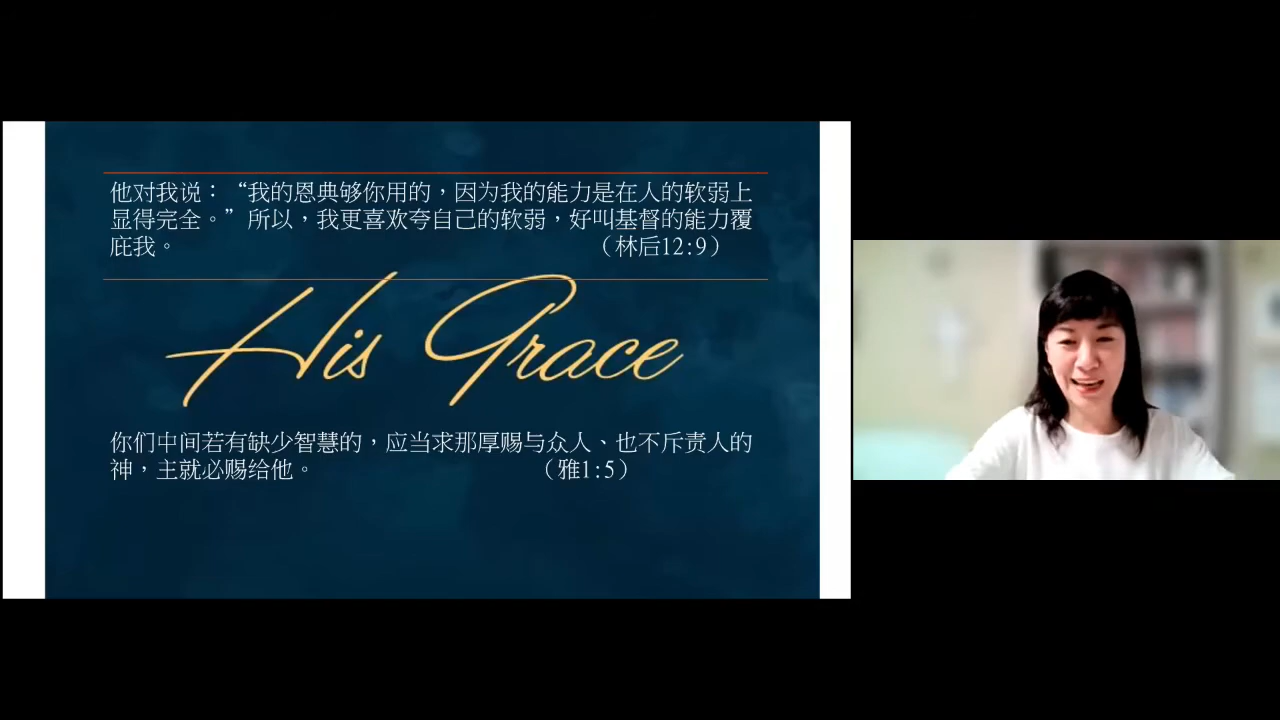 他对我说：“我的恩典够你用的，因为我的能力是在人的软弱上
显得完全。”所以，我更喜欢夸自己的软弱，好叫基督的能力覆
庇我。 （林后12:9）
His Grace
你们中间若有缺少智慧的，应当求那厚赐与众人、也不斥责人的
神，主就必赐给他。 （雅1:5）